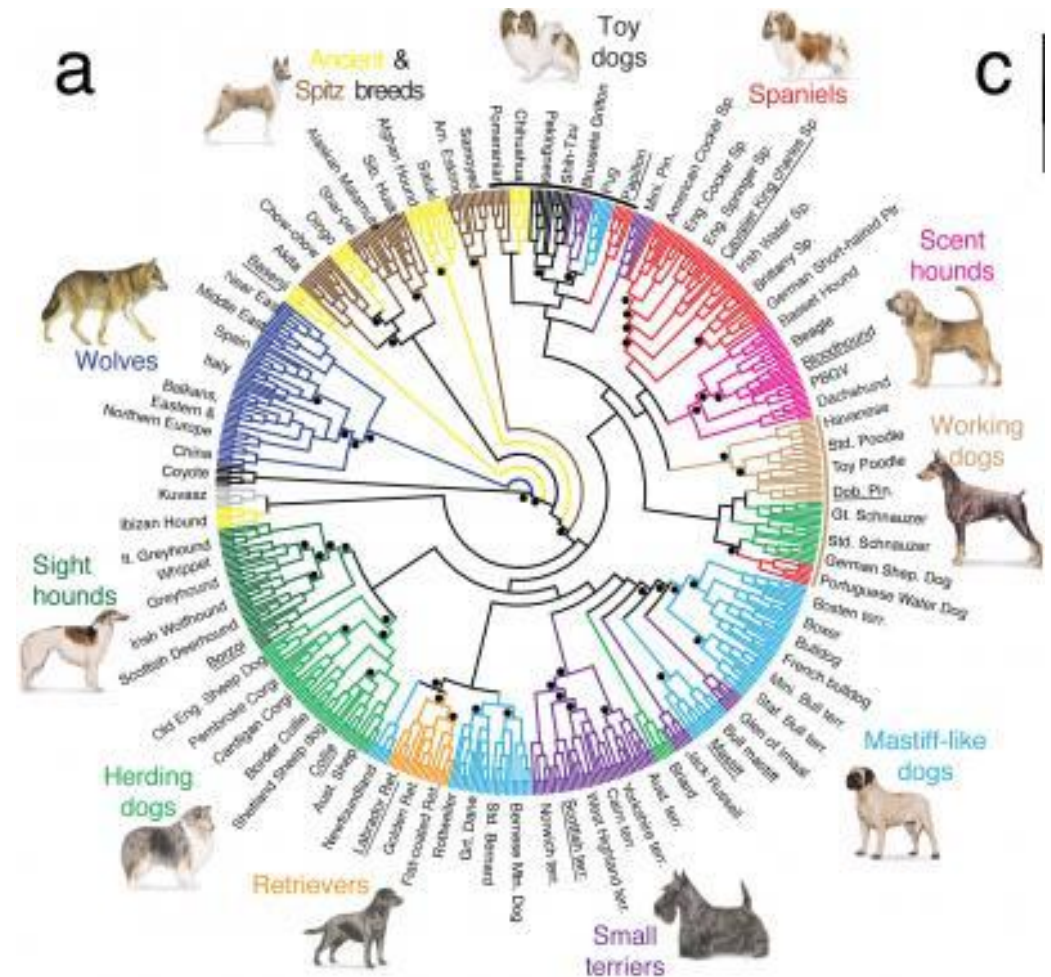 a
c
Ancient &
Spitz breeds
Toy
dogs
Spaniels
Scent
hounds
Working
dogs
Mastiff-like
dogs
Small
terriers
Retrievers
Herding
dogs
Sight
hounds
Wolves
Basenji
Akita
Chow-chow
Dingo
Shar-pei
Alaskan Malamute
Sib. Husky
Afghan Hound
Saluki
Am. Eskimo
Samoyed
Pomeranian
Chihuahua
Pekingnese
Shih-Tzu
Brussels Griffon
Pug
Papillon
Mini. Pin.
American Cocker Sp.
Eng. Cocker Sp.
Eng. Springer Sp.
Cavalier King charles Sp
Irish Water Sp.
Brittany Sp.
German Short-haired Ptr.
Basset Hound
Beagle
Bloodhound
PBGV
Dachshund
Havanese
Std. Poodle
Toy Poodle
Dob. Pin.
Gt. Schnauzer
Std. Schnauzer
German Shep. Dog
Portuguese Water Dog
Bosten terr.
Boxer
Bulldog
French bulldog
Mini. Bull terr.
Staf. Bull terr.
Glen of Imaal
Bull mastiff
Mastiff
Jack Russell
Briard
Aust. terr.
Yorkshire terr.
Cairn terr.
West Highland terr.
Scottish terr.
Norwich terr.
Bernese Mtn. Dog
Std. Bernard
Grt. Dane
Rottweiler
Flat-coated Ret
Golden Ret
Labrador Ret
Newfoundland
Aust. Shep
Collie
Shetland Sheep dog
Border Collie
Cardigan Corgi
Pembroke Corgi
Old Eng. Sheep Dog
Borzoi
Scottish Deerhound
Irish Wolfhound
Greyhound
Whippet
It. Greyhound
Ibizan Hound
Kuvasz
Coyote
China
Balkans,
Eastern &
Northern Europe
Italy
Spain
Middle East
Near East